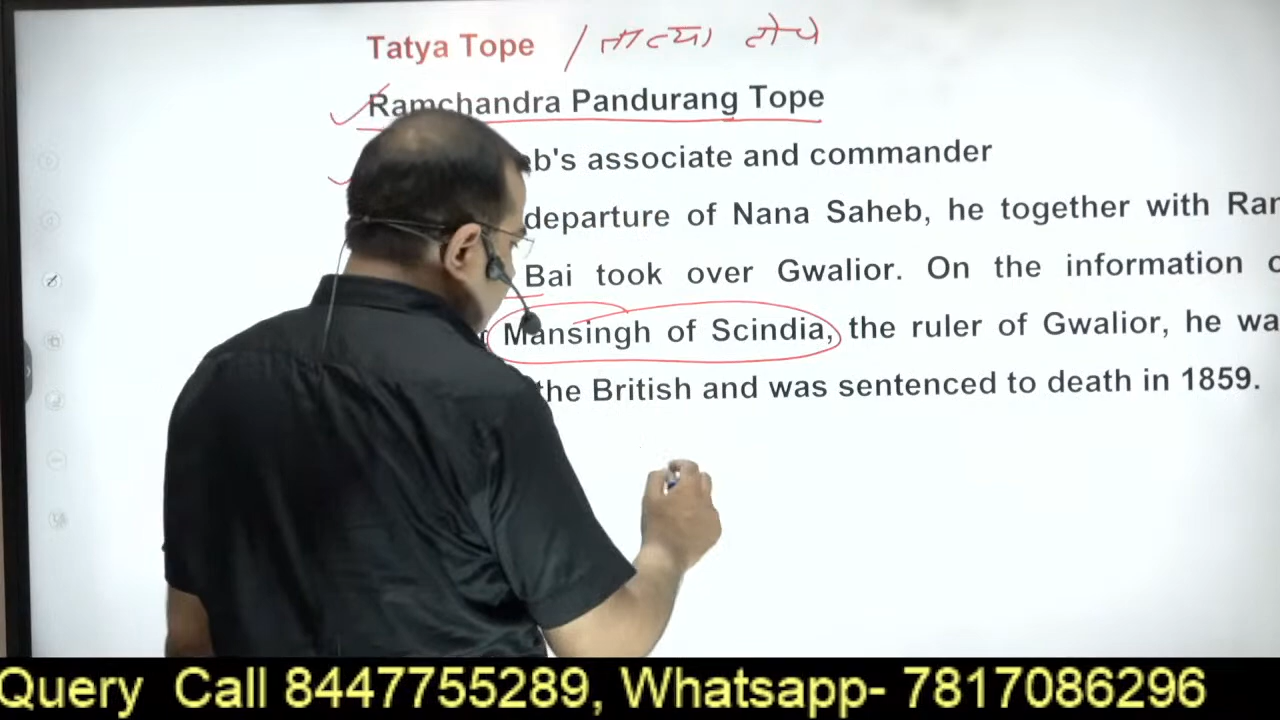 Tatya Tope / तात्या टोपे
Ramchandra Pandurang Tope
eb's associate and commander
departure of Nana Saheb, he together with Ran
Bai took over Gwalior. On the information o
Mansingh of Scindia, the ruler of Gwalior, he wa
the British and was sentenced to death in 1859.
Query Call 8447755289, Whatsapp- 7817086296